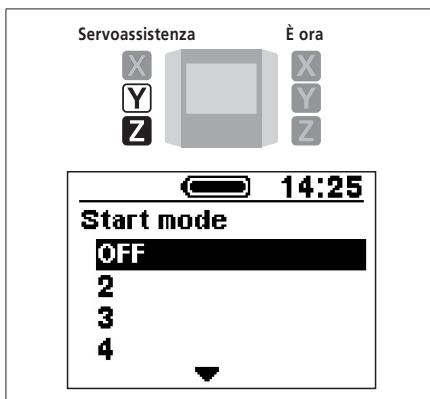 Servoassistenza È ora
X X
Y Y
Z Z
14:25
Start mode
OFF
2
3
4